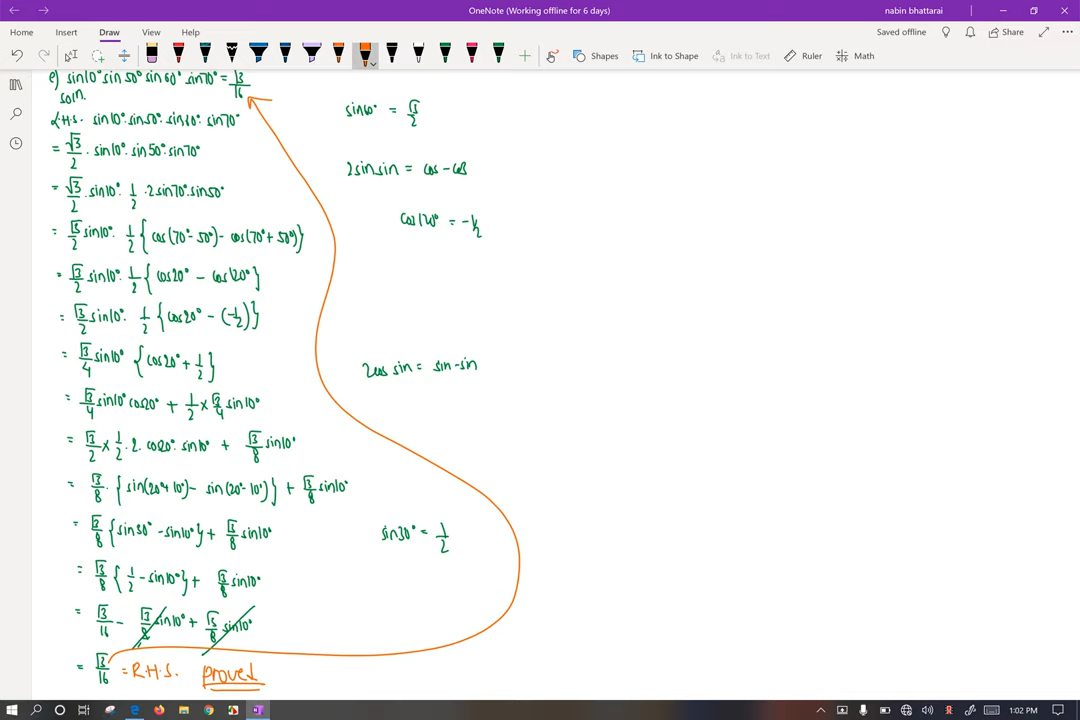 OneNote (Working offline for 6 days)
nabin bhattarai
Home Insert Draw View Help
Saved offline Share
Shapes Ink to Shape Ink to Text Ruler Math
e) sin10° sin 50° sin 60° sin70° = √3/16
soln.
L.H.S. sin10°. sin50°. sin60°. sin70°
= √3/2 . sin10°. sin50°. sin70°
= √3/2 . sin10°. 1/2 . 2sin70°. sin50°
= √3/2 sin10°. 1/2 { cos(70°-50°) - cos(70°+50°) }
= √3/2 sin10°. 1/2 { cos20° - cos120° }
= √3/2 sin10°. 1/2 { cos20° - (-1/2) }
= √3/4 sin10° { cos20° + 1/2 }
= √3/4 sin10° cos20° + 1/2 × √3/4 sin10°
= √3/2 × 1/2 . 2. cos20°. sin10° + √3/8 sin10°
= √3/8 . { sin(20°+10°) - sin(20°-10°) } + √3/8 sin10°
= √3/8 { sin30° - sin10° } + √3/8 sin10°
= √3/8 { 1/2 - sin10° } + √3/8 sin10°
= √3/16 - √3/8 sin10° + √3/8 sin10°
= √3/16 = R.H.S. proved
sin60° = √3/2
2sin sin = cos - cos
cos120° = -1/2
2cos sin = sin - sin
sin30° = 1/2
1:02 PM